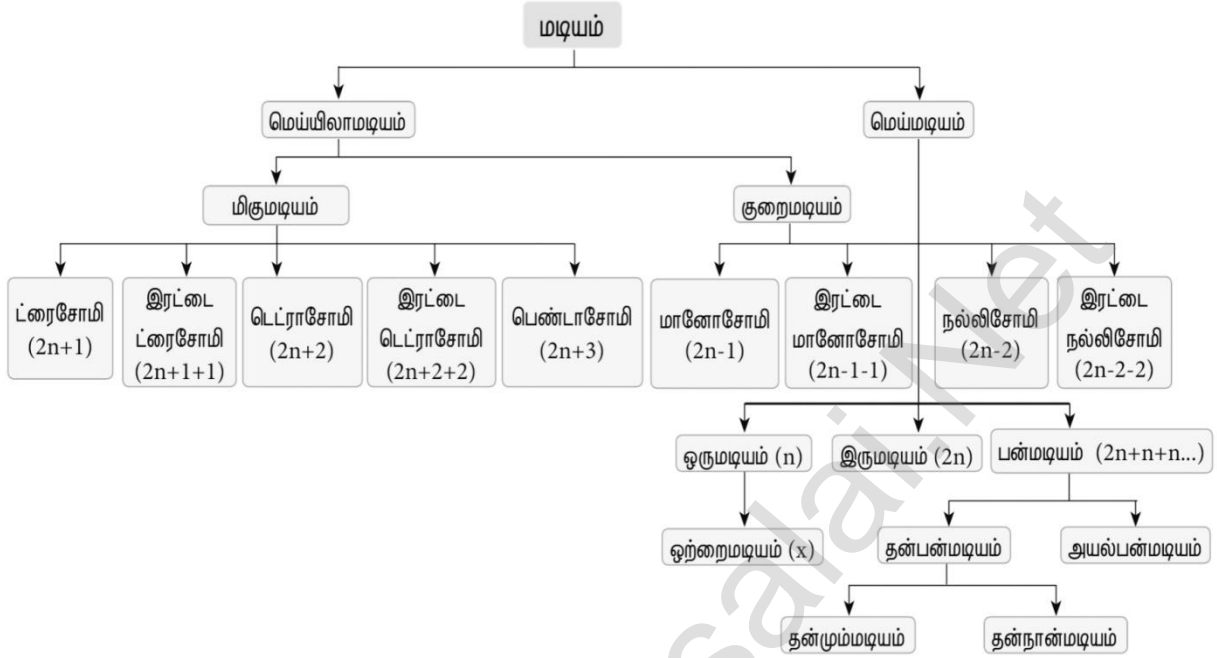 மடியம்
மெய்யிலாமடியம்
மெய்மடியம்
மிகுமடியம்
குறைமடியம்
ட்ரைசோமி
(2n+1)
இரட்டை
ட்ரைசோமி
(2n+1+1)
டெட்ராசோமி
(2n+2)
இரட்டை
டெட்ராசோமி
(2n+2+2)
பெண்டாசோமி
(2n+3)
மானோசோமி
(2n-1)
இரட்டை
மானோசோமி
(2n-1-1)
நல்லிசோமி
(2n-2)
இரட்டை
நல்லிசோமி
(2n-2-2)
ஒருமடியம் (n)
இருமடியம் (2n)
பன்மடியம் (2n+n+n...)
ஒற்றைமடியம் (x)
தன்பன்மடியம்
அயல்பன்மடியம்
தன்மும்மடியம்
தன்நான்மடியம்
salai.Net